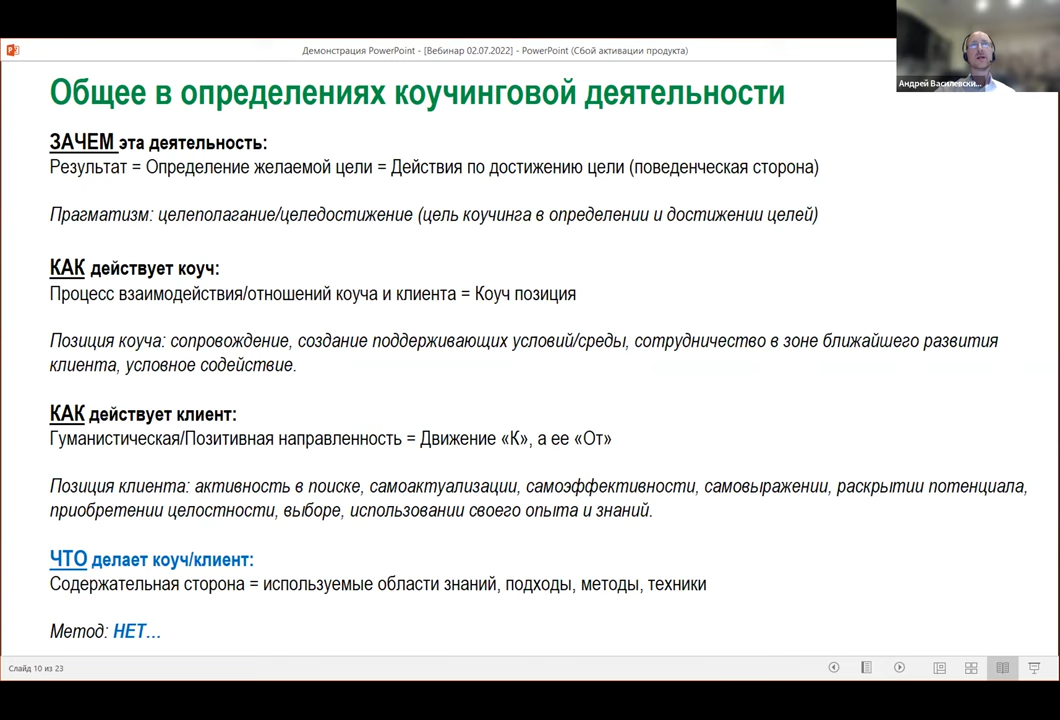 Демонстрация PowerPoint - [Вебинар 02.07.2022] - PowerPoint (Сбой активации продукта)
Андрей Василевски...
Общее в определениях коучинговой деятельности
ЗАЧЕМ эта деятельность:
Результат = Определение желаемой цели = Действия по достижению цели (поведенческая сторона)
Прагматизм: целеполагание/целедостижение (цель коучинга в определении и достижении целей)
КАК действует коуч:
Процесс взаимодействия/отношений коуча и клиента = Коуч позиция
Позиция коуча: сопровождение, создание поддерживающих условий/среды, сотрудничество в зоне ближайшего развития
клиента, условное содействие.
КАК действует клиент:
Гуманистическая/Позитивная направленность = Движение «К», а ее «От»
Позиция клиента: активность в поиске, самоактуализации, самоэффективности, самовыражении, раскрытии потенциала,
приобретении целостности, выборе, использовании своего опыта и знаний.
ЧТО делает коуч/клиент:
Содержательная сторона = используемые области знаний, подходы, методы, техники
Метод: НЕТ...
Слайд 10 из 23